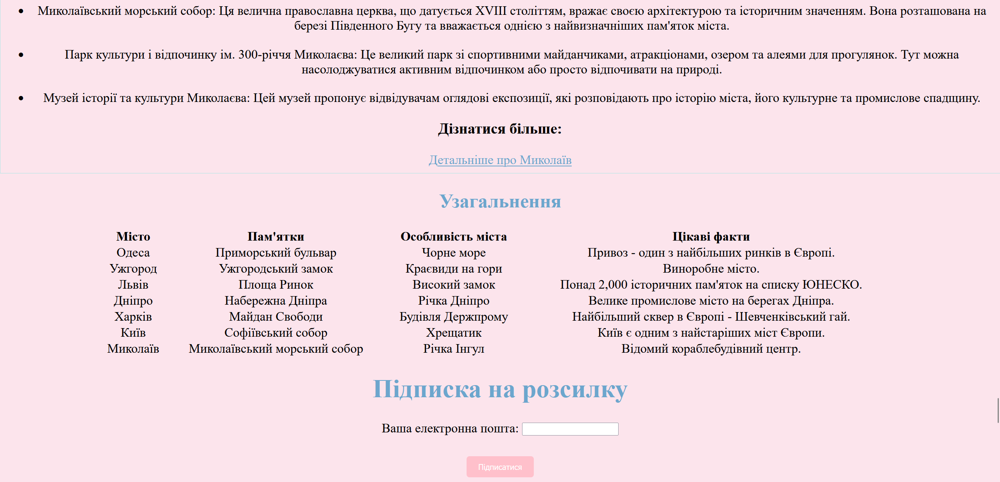 Миколаївський морський собор: Ця велична православна церква, що датується XVIII століттям, вражає своєю архітектурою та історичним значенням. Вона розташована на
березі Південного Бугу та вважається однією з найвизначніших пам'яток міста.
Парк культури і відпочинку ім. 300-річчя Миколаєва: Це великий парк зі спортивними майданчиками, атракціонами, озером та алеями для прогулянок. Тут можна
насолоджуватися активним відпочинком або просто відпочивати на природі.
Музей історії та культури Миколаєва: Цей музей пропонує відвідувачам оглядові експозиції, які розповідають про історію міста, його культурне та промислове спадщину.
Дізнатися більше:
Детальніше про Миколаїв
Узагальнення
Місто Пам'ятки Особливість міста Цікаві факти
Одеса Приморський бульвар Чорне море Привоз - один з найбільших ринків в Європі.
Ужгород Ужгородський замок Краєвиди на гори Виноробне місто.
Львів Площа Ринок Високий замок Понад 2,000 історичних пам'яток на списку ЮНЕСКО.
Дніпро Набережна Дніпра Річка Дніпро Велике промислове місто на берегах Дніпра.
Харків Майдан Свободи Будівля Держпрому Найбільший сквер в Європі - Шевченківський гай.
Київ Софіївський собор Хрещатик Київ є одним з найстаріших міст Європи.
Миколаїв Миколаївський морський собор Річка Інгул Відомий кораблебудівний центр.
Підписка на розсилку
Ваша електронна пошта:
Підписатися